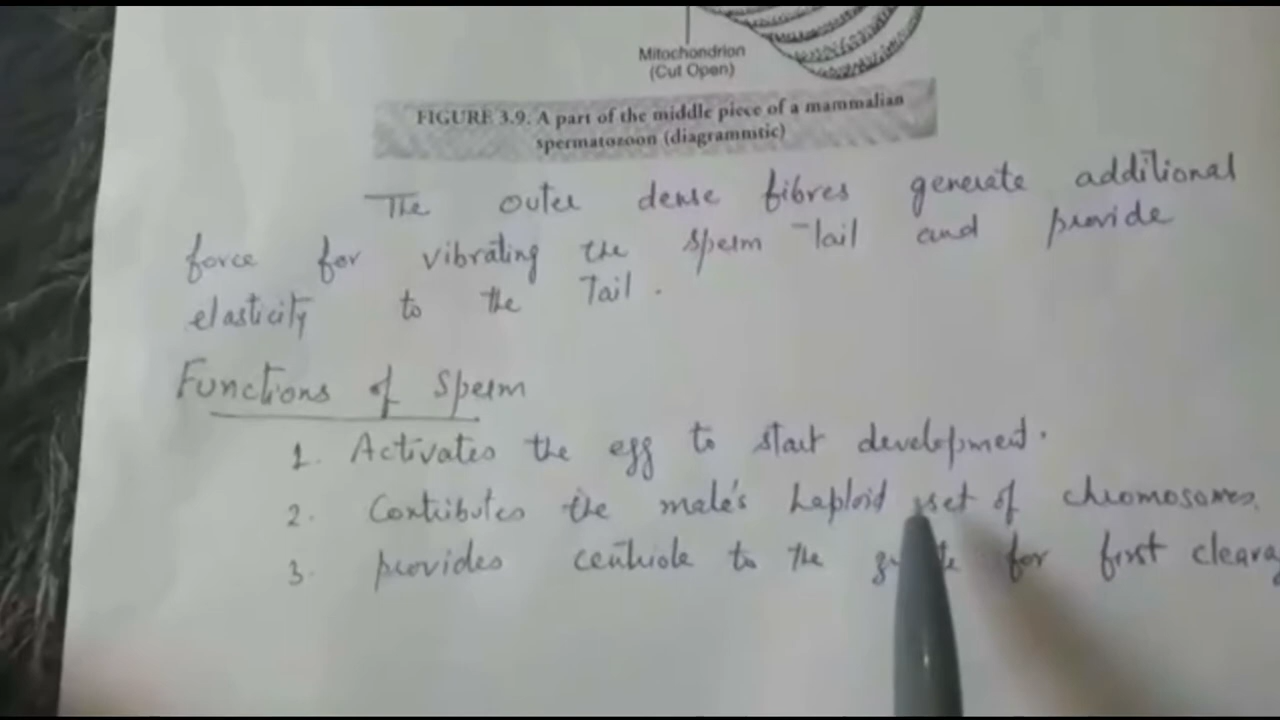 Mitochondrion
(Cut Open)
FIGURE 3.9. A part of the middle piece of a mammalian
spermatozoon (diagrammtic)
The outer dense fibres generate additional
force for vibrating the sperm Tail and provide
elasticity to the Tail .
Functions of Sperm
1. Activates the egg to start development.
2. Contributes the male's haploid set of chromosomes.
3. provides centriole to the for first